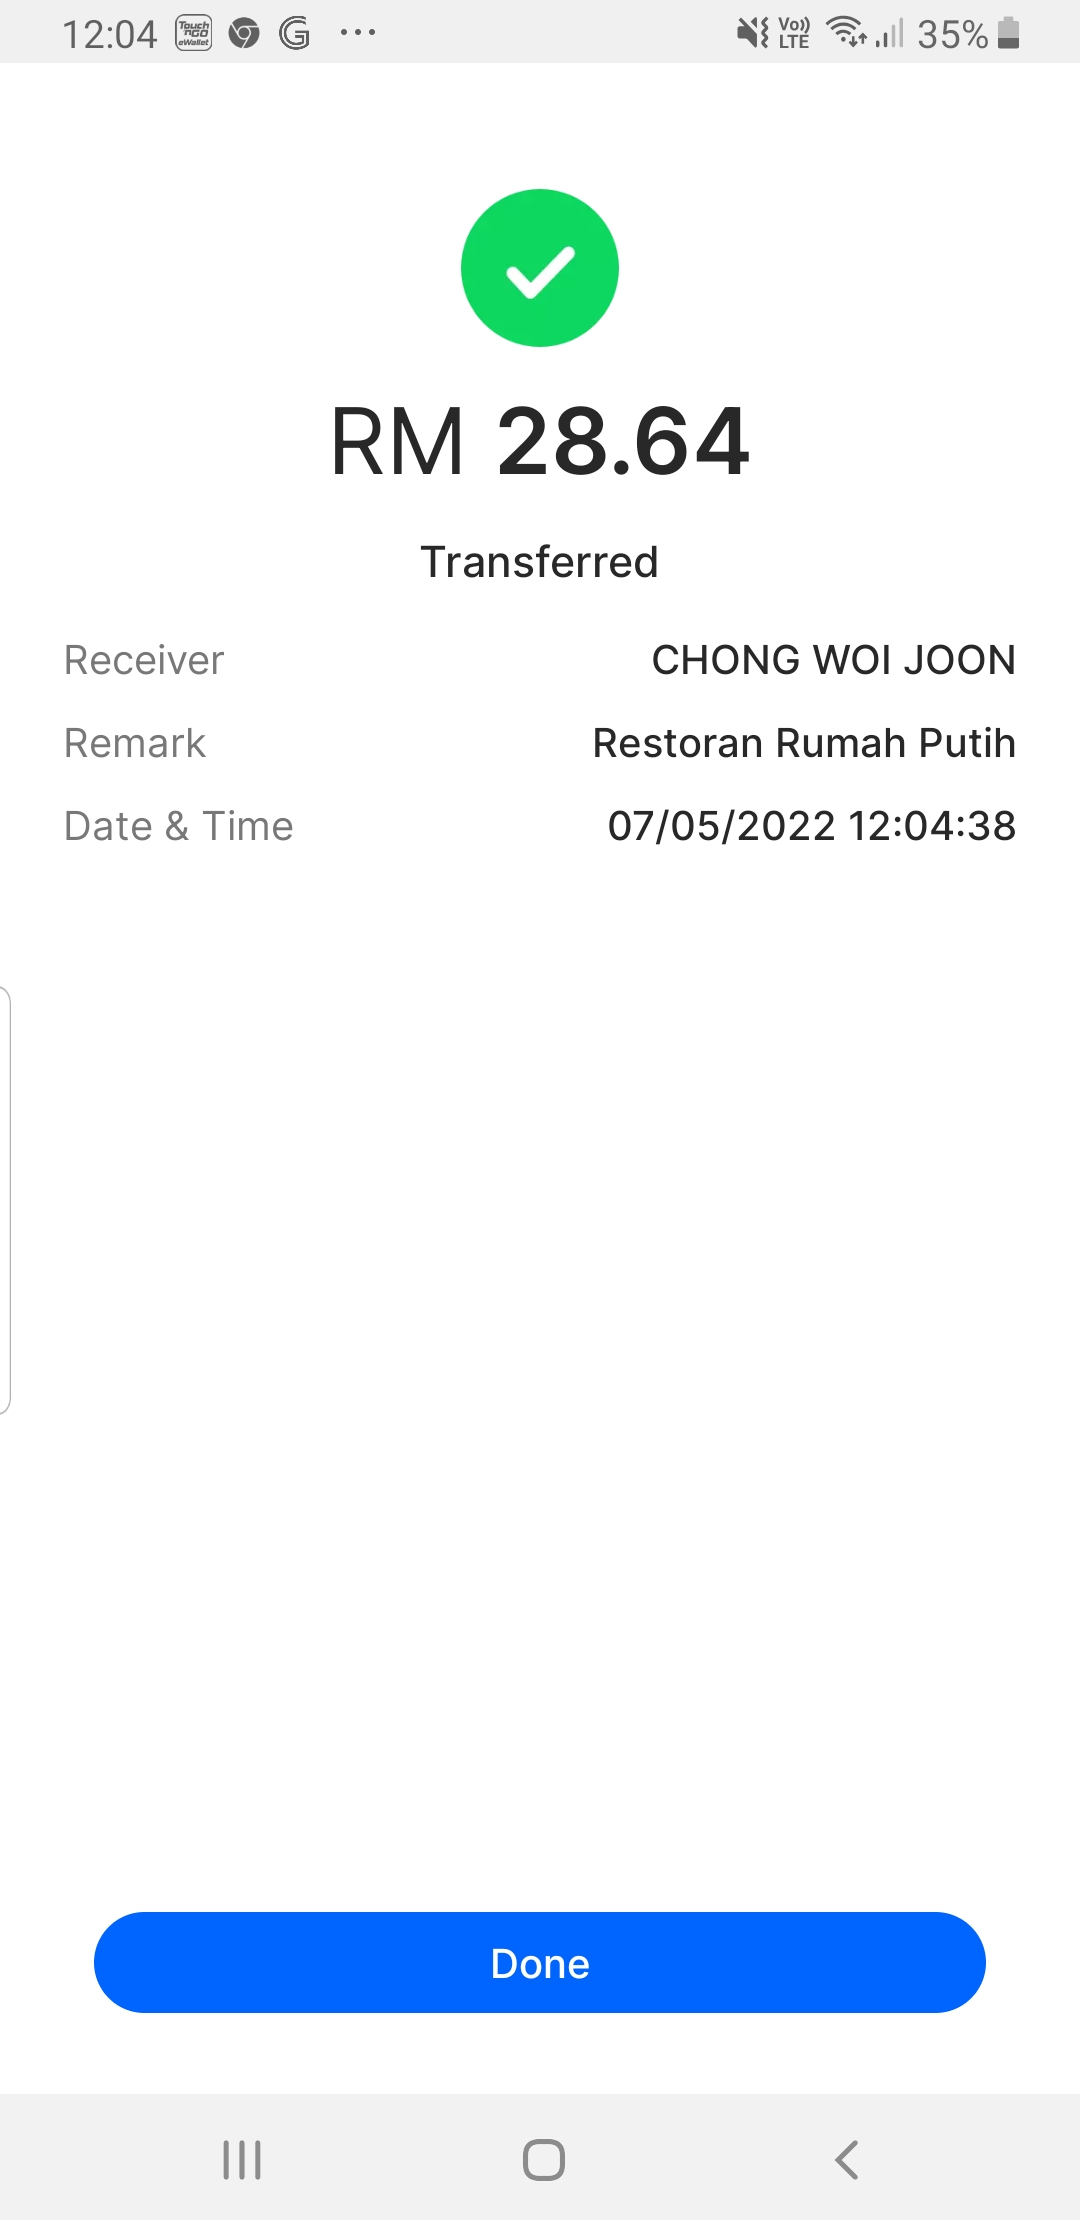 12:04 Touch 'nGO eWallet G Vo)) LTE 35%
RM 28.64
Transferred
Receiver CHONG WOI JOON
Remark Restoran Rumah Putih
Date & Time 07/05/2022 12:04:38
Done